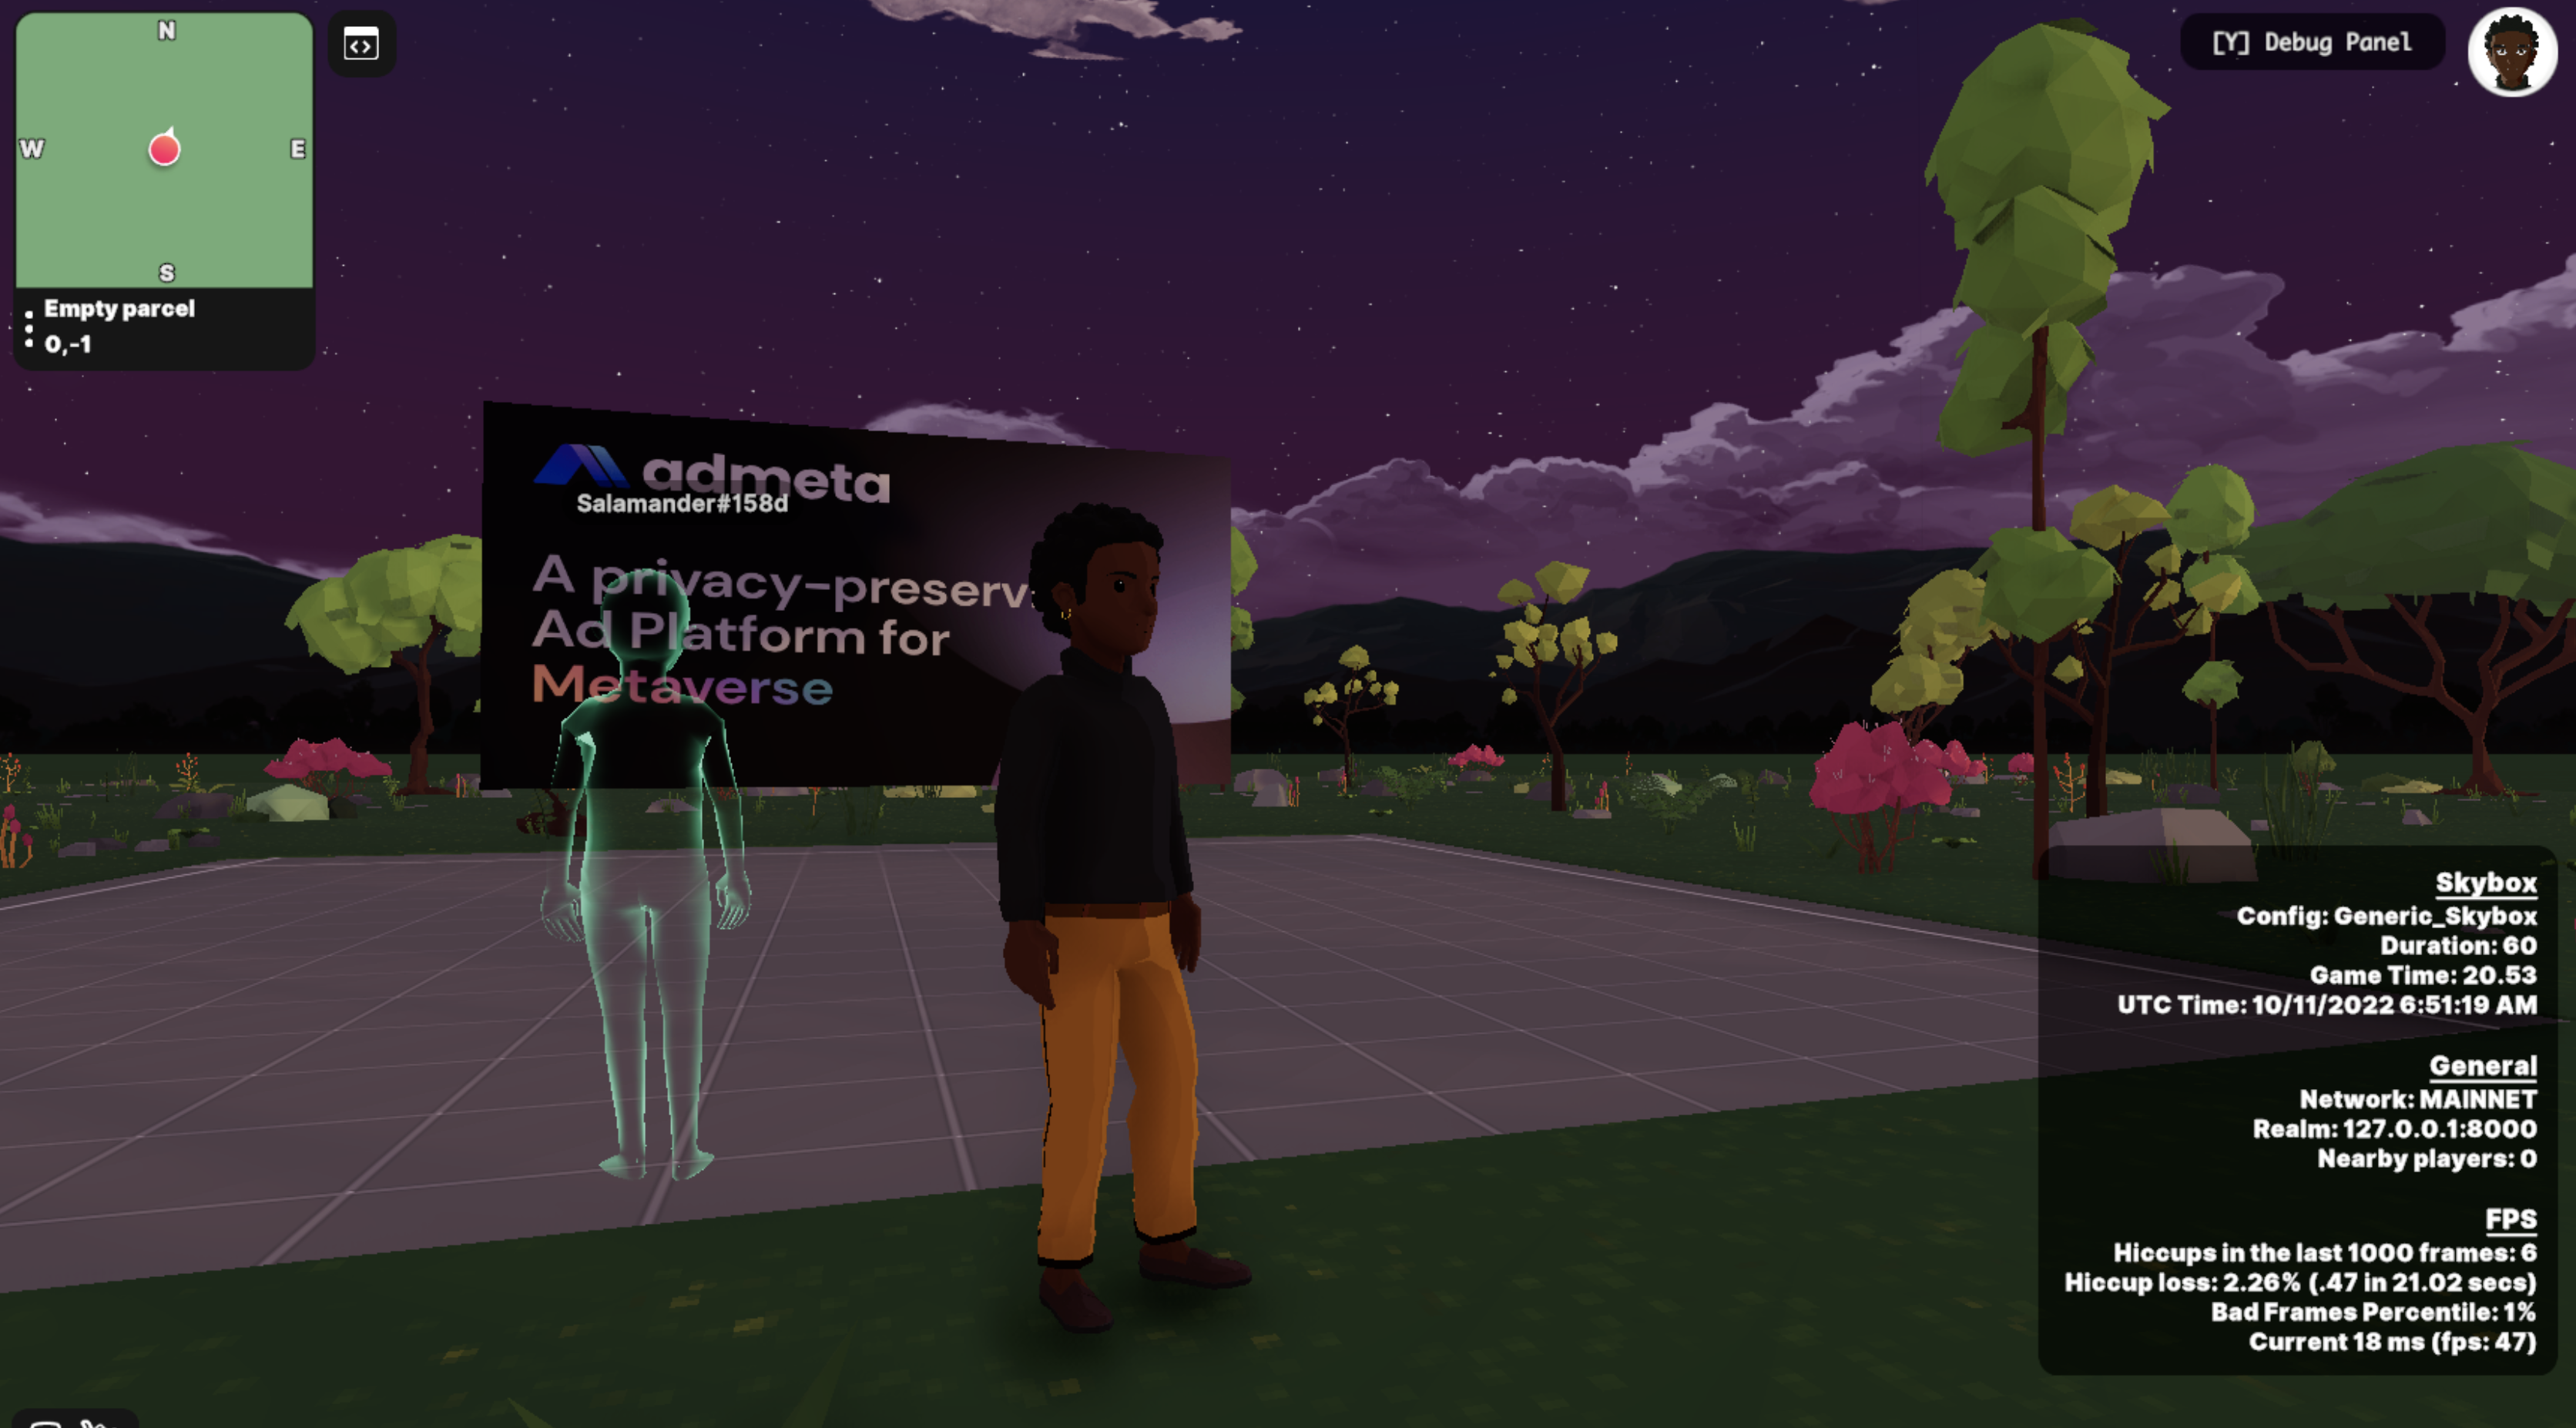 N
W
E
S
Empty parcel
0,-1
[Y] Debug Panel
admeta
Salamander#158d
A privacy-preserv
Ad Platform for
Metaverse
Skybox
Config: Generic_Skybox
Duration: 60
Game Time: 20.53
UTC Time: 10/11/2022 6:51:19 AM
General
Network: MAINNET
Realm: 127.0.0.1:8000
Nearby players: 0
FPS
Hiccups in the last 1000 frames: 6
Hiccup loss: 2.26% (.47 in 21.02 secs)
Bad Frames Percentile: 1%
Current 18 ms (fps: 47)